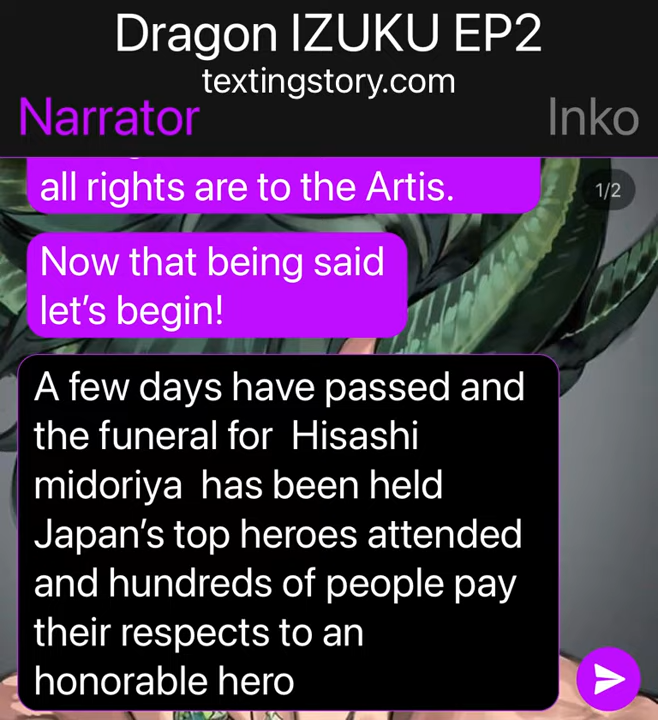 Dragon IZUKU EP2
textingstory.com
Narrator
Inko
all rights are to the Artis.
1/2
Now that being said
let's begin!
A few days have passed and
the funeral for  Hisashi
midoriya  has been held
Japan's top heroes attended
and hundreds of people pay
their respects to an
honorable hero